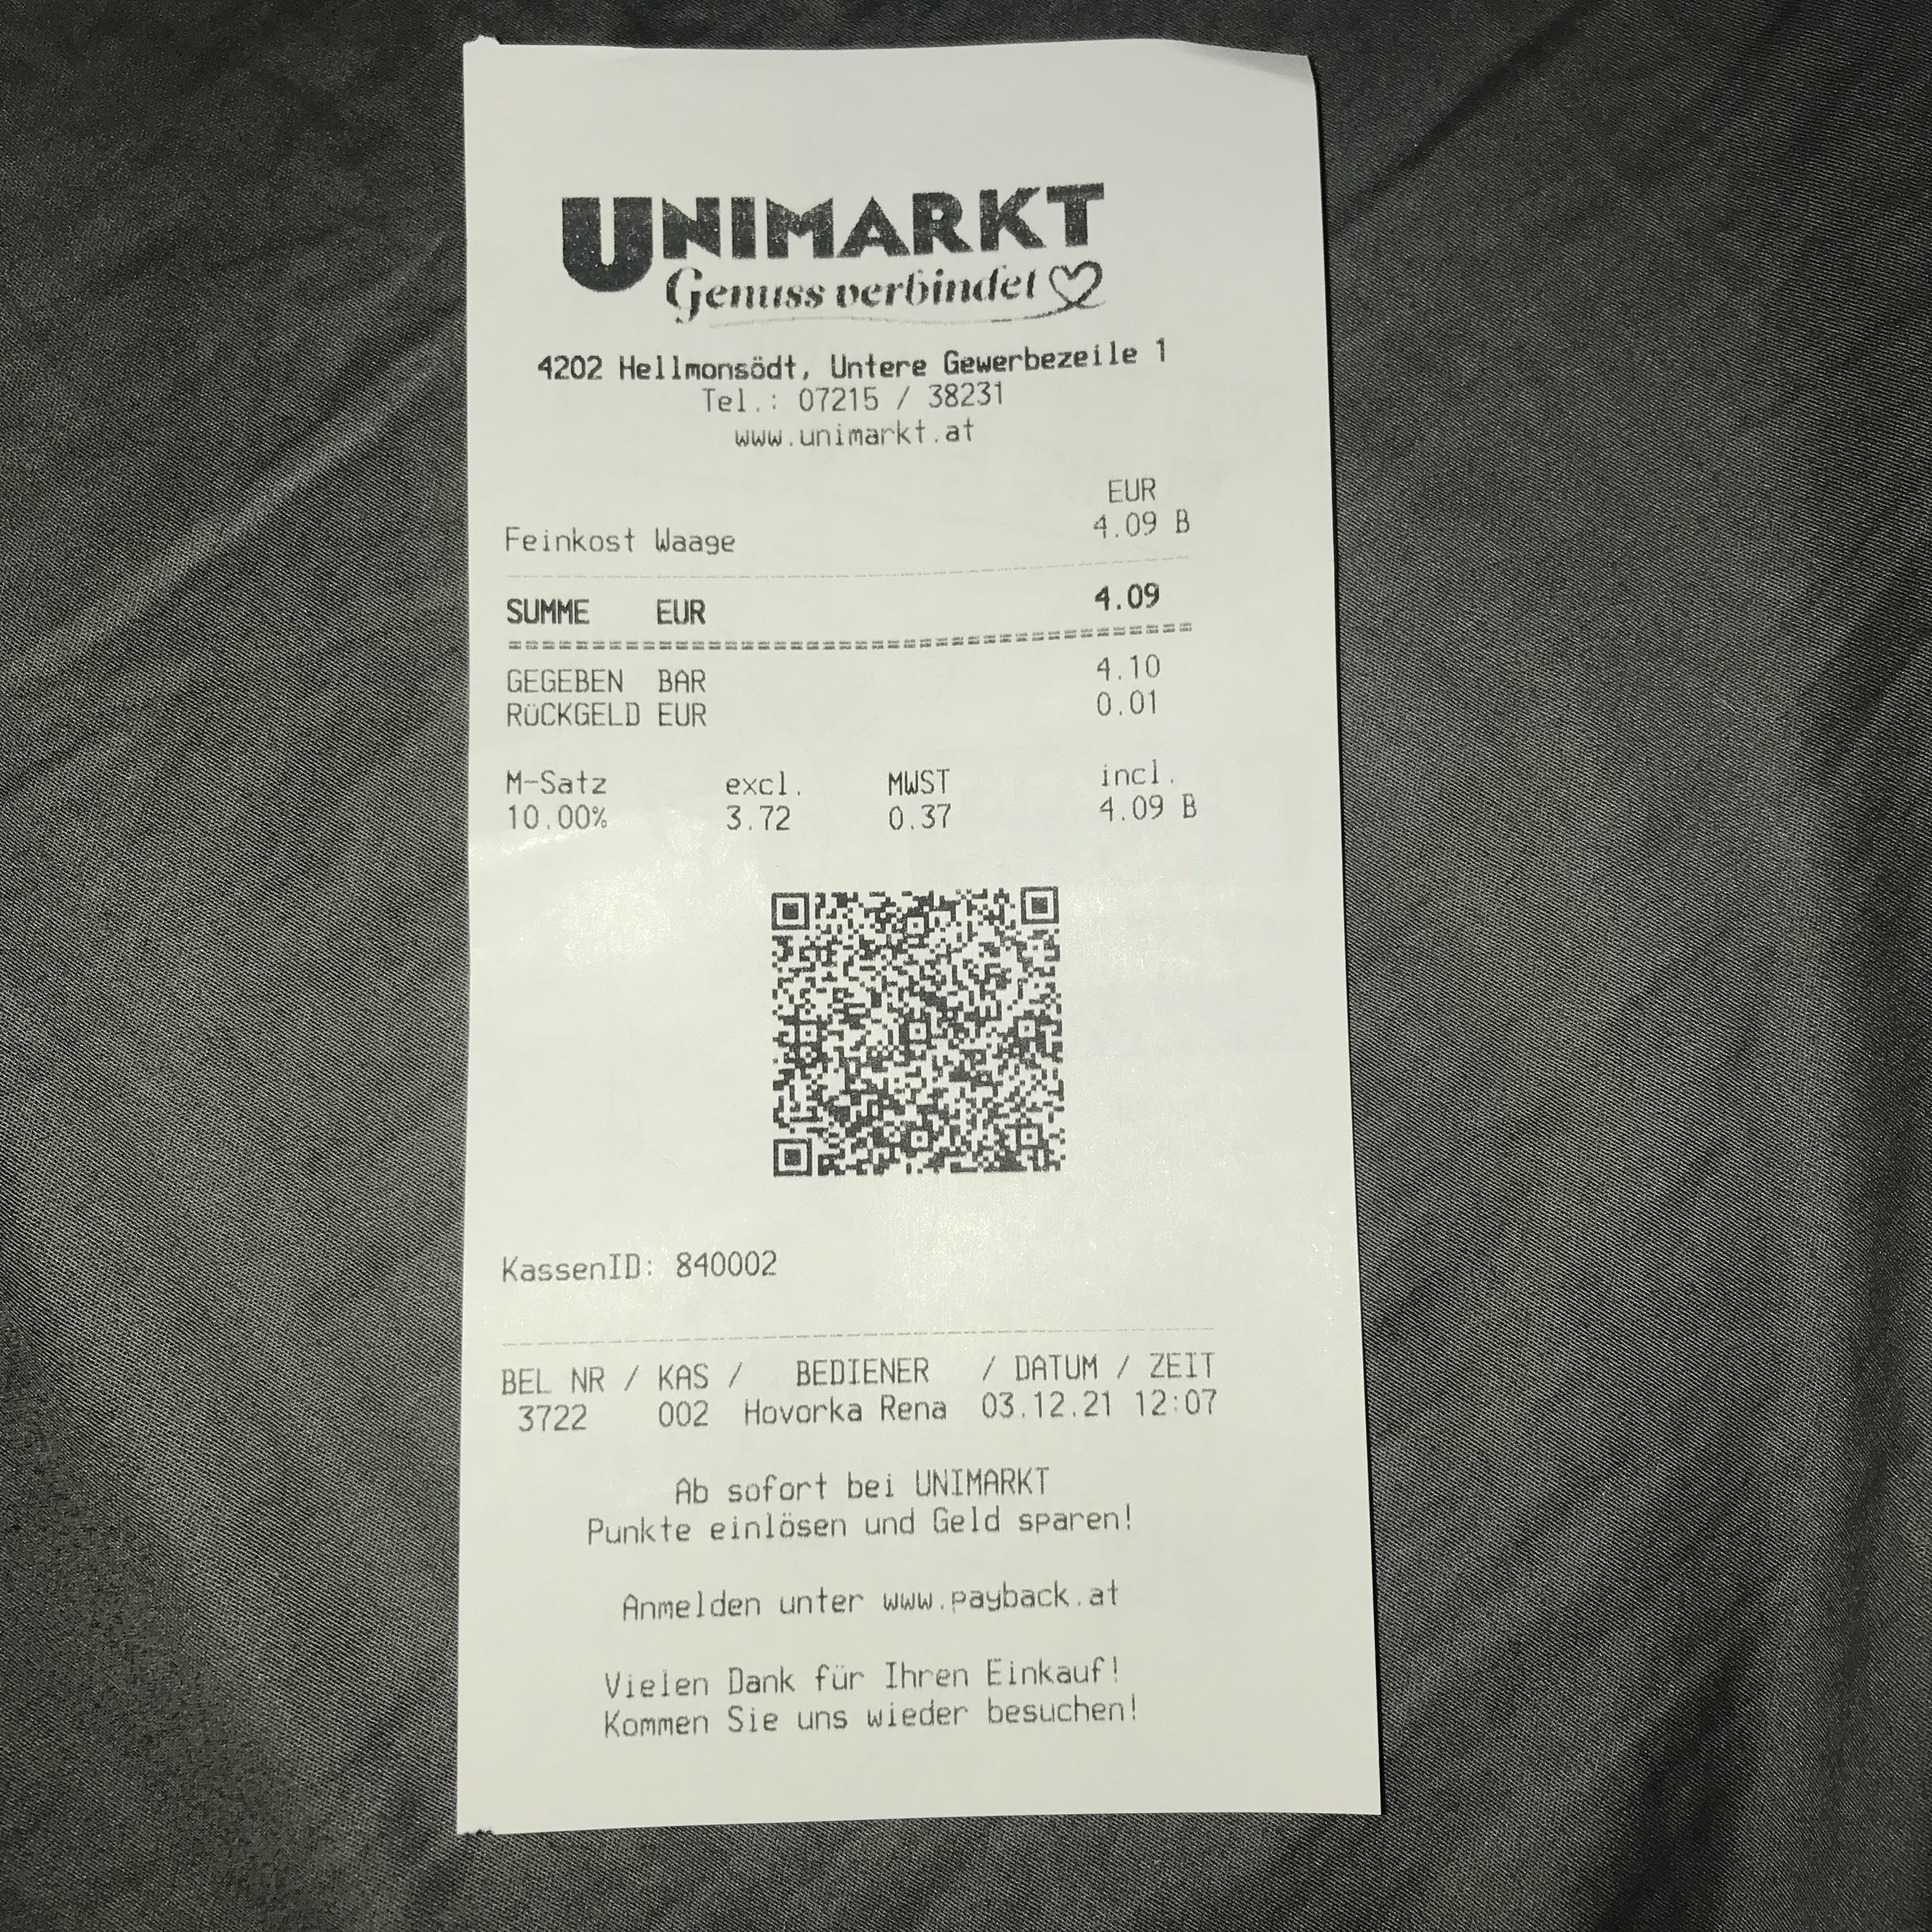 UNIMARKT
Genuss verbindet
4202 Hellmonsödt, Untere Gewerbezeile 1
Tel.: 07215 / 38231
www.unimarkt.at
EUR
Feinkost Waage 4.09 B
SUMME EUR 4.09
GEGEBEN BAR 4.10
RÜCKGELD EUR 0.01
M-Satz excl. MWST incl.
10.00% 3.72 0.37 4.09 B
KassenID: 840002
BEL NR / KAS / BEDIENER / DATUM / ZEIT
3722 002 Hovorka Rena 03.12.21 12:07
Ab sofort bei UNIMARKT
Punkte einlösen und Geld sparen!
Anmelden unter www.payback.at
Vielen Dank für Ihren Einkauf!
Kommen Sie uns wieder besuchen!